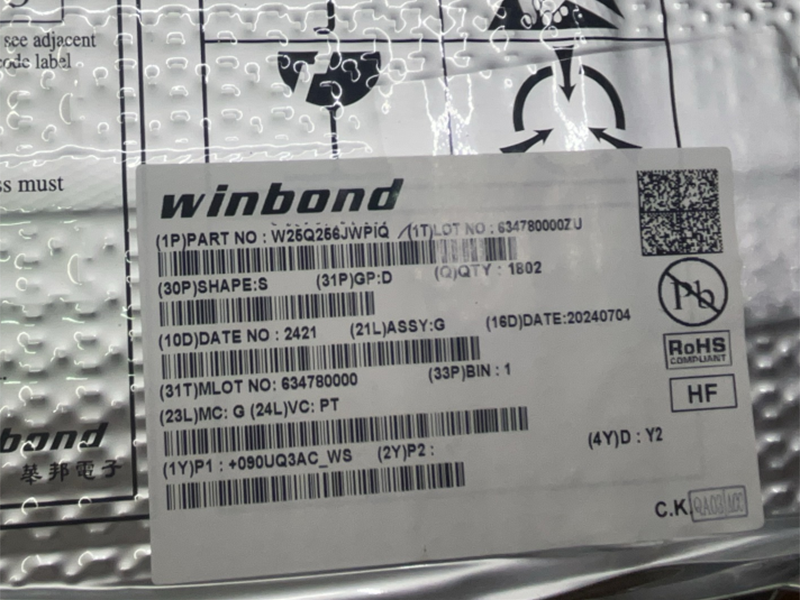 see adjacent
code label
ss must
winbond
(1P)PART NO : W25Q256JWPIQ (1T)LOT NO : 634780000ZU
(30P)SHAPE:S (31P)GP:D (Q)QTY : 1802
(10D)DATE NO : 2421 (21L)ASSY:G (16D)DATE:20240704
(31T)MLOT NO: 634780000 (33P)BIN : 1
(23L)MC: G (24L)VC: PT
(1Y)P1 : +090UQ3AC_WS (2Y)P2 : (4Y)D : Y2
Pb
RoHS
COMPLIANT
HF
C.K. QA03
bond
華邦電子